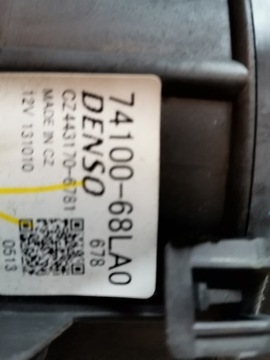 74100-68LA0
678
DENSO
CZ443170-6781
MADE IN CZ
12V 131010
0513